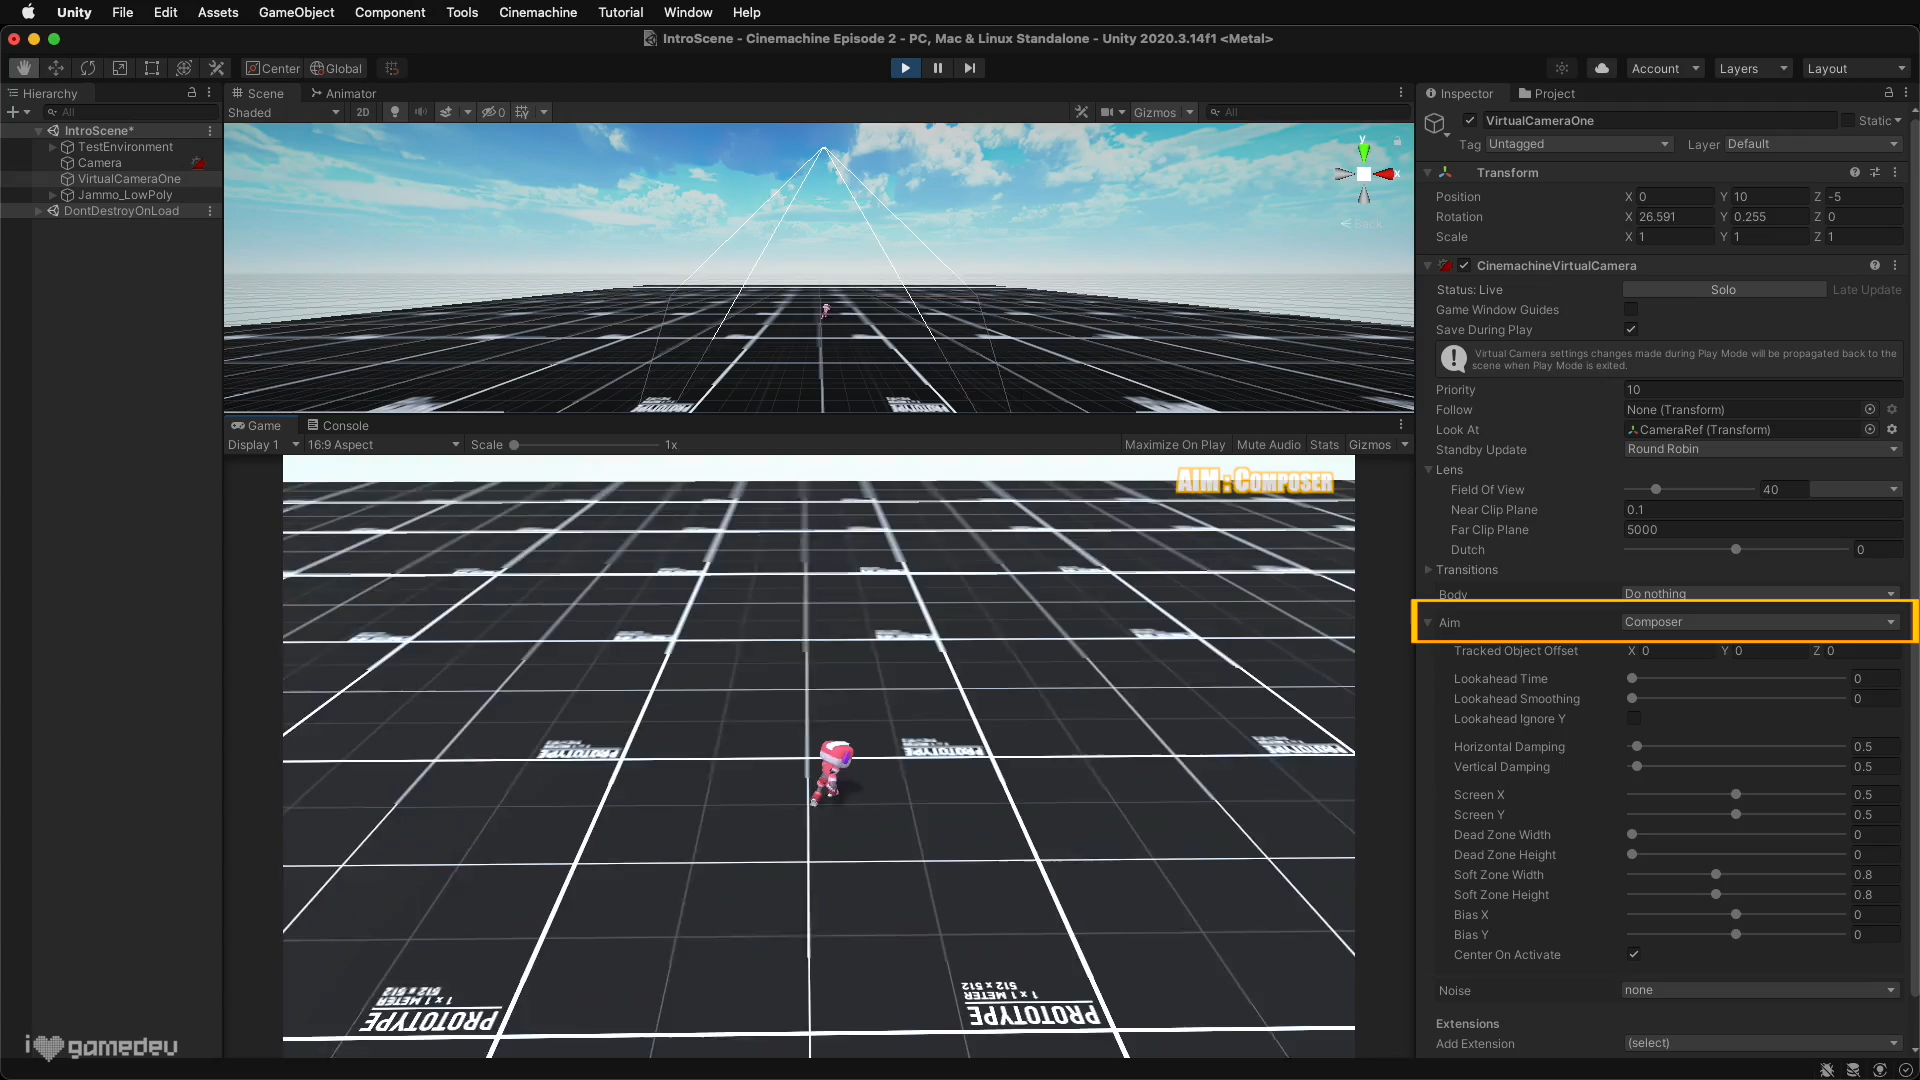 Unity File Edit Assets GameObject Component Tools Cinemachine Tutorial Window Help
IntroScene - Cinemachine Episode 2 - PC, Mac & Linux Standalone - Unity 2020.3.14f1 <Metal>
Center Global Account Layers Layout
Hierarchy
All
IntroScene*
TestEnvironment
Camera
VirtualCameraOne
Jammo_LowPoly
DontDestroyOnLoad
Scene Animator
Shaded 2D 0 Gizmos All
y
x
Back
Game Console
Display 1 16:9 Aspect Scale 1x Maximize On Play Mute Audio Stats Gizmos
AIM : COMPOSER
PROTOTYPE
PROTOTYPE
PROTOTYPE
512 x 512
1 x 1 METER
PROTOTYPE
512 x 512
1 x 1 METER
PROTOTYPE
i gamedev
Inspector Project
VirtualCameraOne Static
Tag Untagged Layer Default
Transform
Position X 0 Y 10 Z -5
Rotation X 26.591 Y 0.255 Z 0
Scale X 1 Y 1 Z 1
CinemachineVirtualCamera
Status: Live Solo Late Update
Game Window Guides
Save During Play
Virtual Camera settings changes made during Play Mode will be propagated back to the
scene when Play Mode is exited.
Priority 10
Follow None (Transform)
Look At CameraRef (Transform)
Standby Update Round Robin
Lens
Field Of View 40
Near Clip Plane 0.1
Far Clip Plane 5000
Dutch 0
Transitions
Body Do nothing
Aim Composer
Tracked Object Offset X 0 Y 0 Z 0
Lookahead Time 0
Lookahead Smoothing 0
Lookahead Ignore Y
Horizontal Damping 0.5
Vertical Damping 0.5
Screen X 0.5
Screen Y 0.5
Dead Zone Width 0
Dead Zone Height 0
Soft Zone Width 0.8
Soft Zone Height 0.8
Bias X 0
Bias Y 0
Center On Activate
Noise none
Extensions
Add Extension (select)